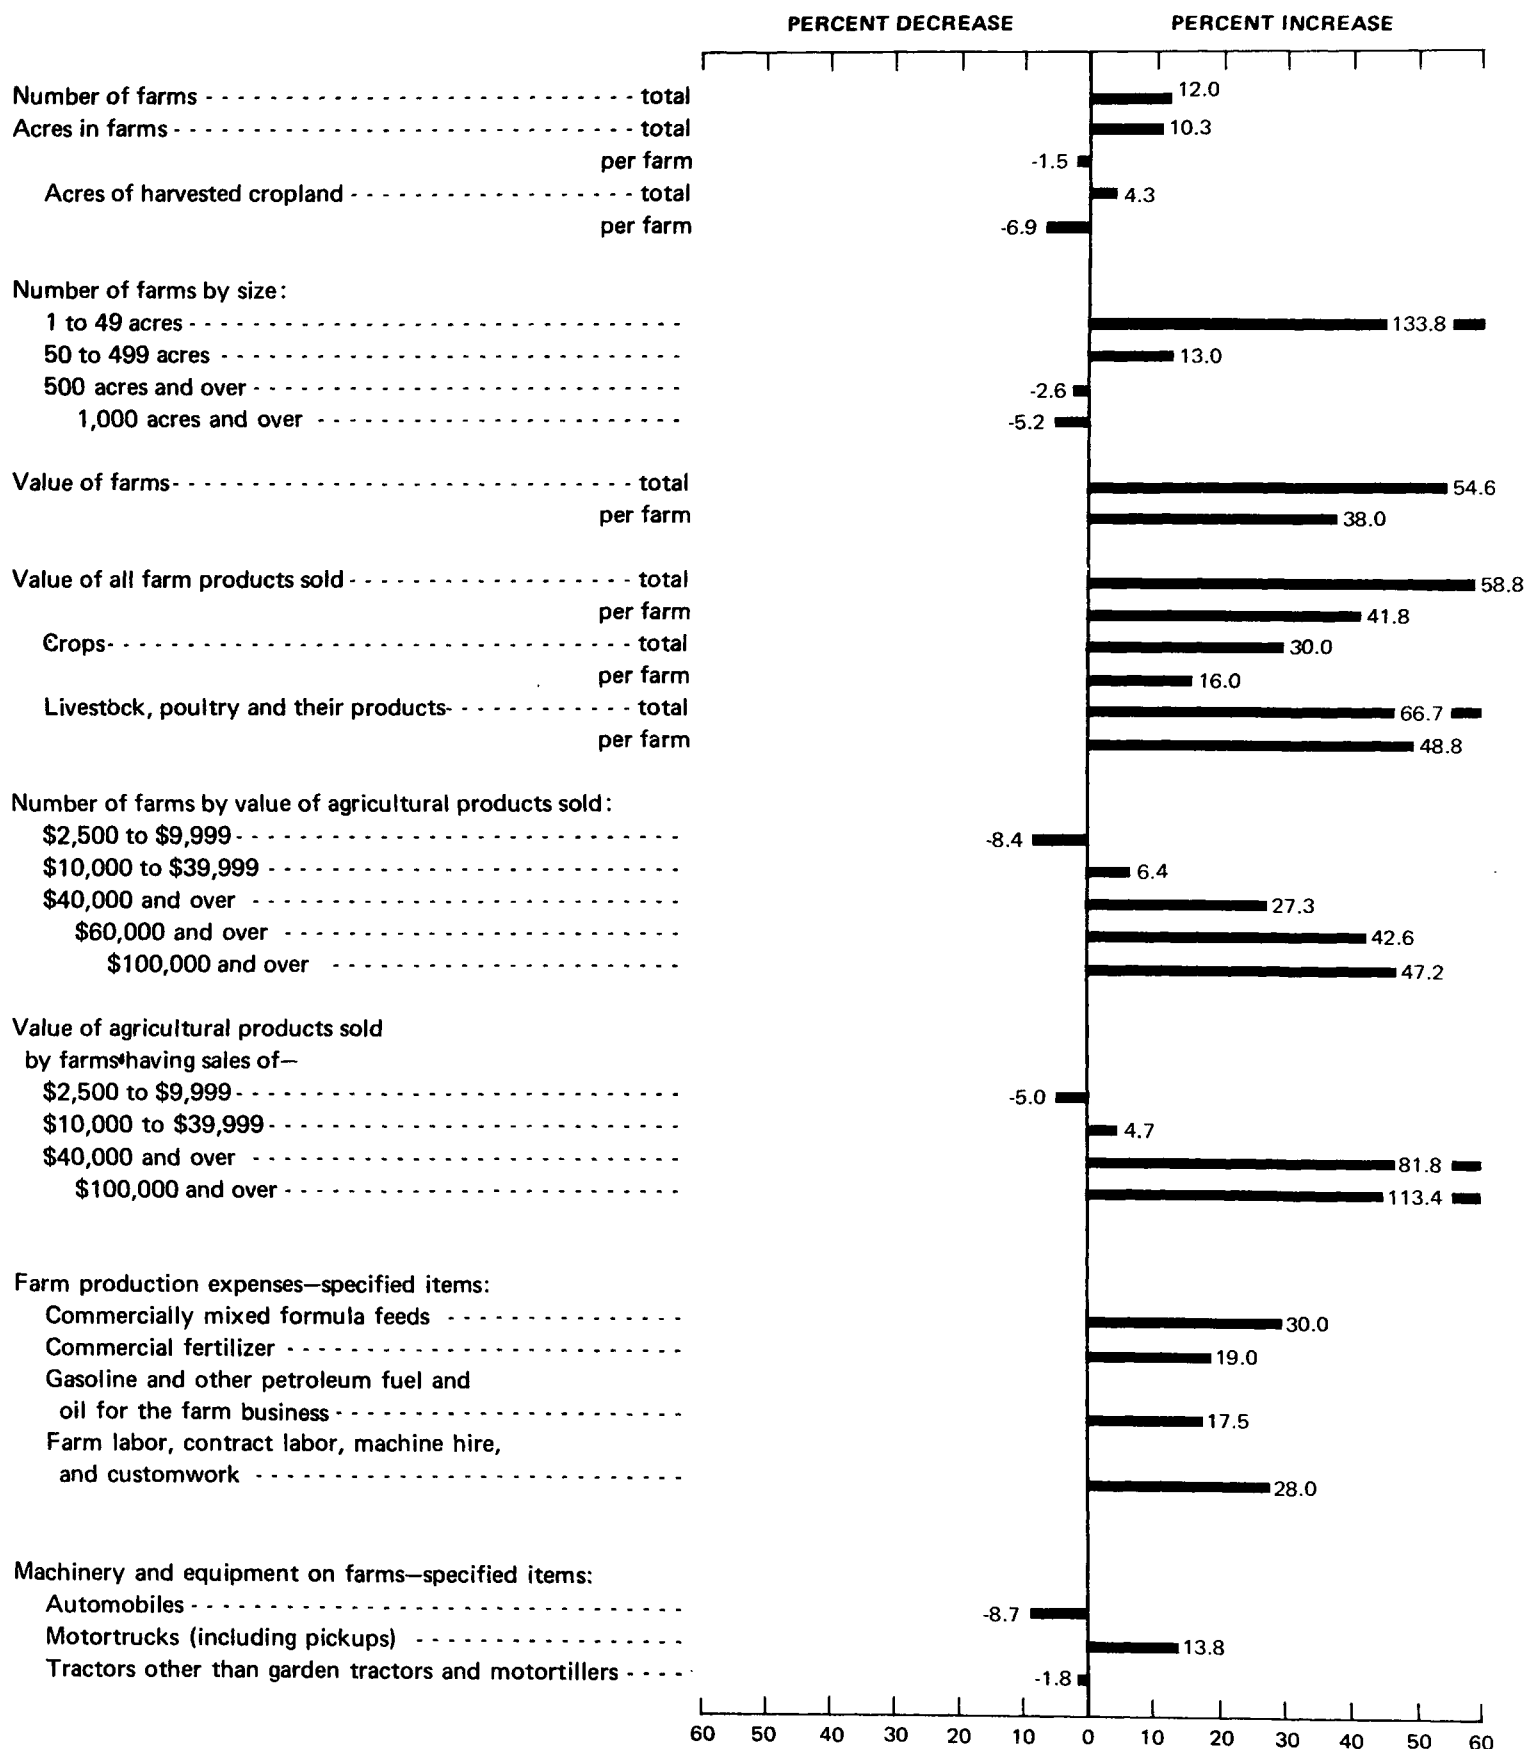 PERCENT DECREASE PERCENT INCREASE
Number of farms - - - total 12.0
Acres in farms - - - total 10.3
per farm -1.5
Acres of harvested cropland - - - total 4.3
per farm -6.9
Number of farms by size:
1 to 49 acres - - - 133.8
50 to 499 acres - - - 13.0
500 acres and over - - - -2.6
1,000 acres and over - - - -5.2
Value of farms - - - total 54.6
per farm 38.0
Value of all farm products sold - - - total 58.8
per farm 41.8
Crops - - - total 30.0
per farm 16.0
Livestock, poultry and their products - - - total 66.7
per farm 48.8
Number of farms by value of agricultural products sold:
$2,500 to $9,999 - - - -8.4
$10,000 to $39,999 - - - 6.4
$40,000 and over - - - 27.3
$60,000 and over - - - 42.6
$100,000 and over - - - 47.2
Value of agricultural products sold
by farms having sales of—
$2,500 to $9,999 - - - -5.0
$10,000 to $39,999 - - - 4.7
$40,000 and over - - - 81.8
$100,000 and over - - - 113.4
Farm production expenses—specified items:
Commercially mixed formula feeds - - - 30.0
Commercial fertilizer - - - 19.0
Gasoline and other petroleum fuel and
oil for the farm business - - - 17.5
Farm labor, contract labor, machine hire,
and customwork - - - 28.0
Machinery and equipment on farms—specified items:
Automobiles - - - -8.7
Motortrucks (including pickups) - - - 13.8
Tractors other than garden tractors and motortillers - - - -1.8
60 50 40 30 20 10 0 10 20 30 40 50 60